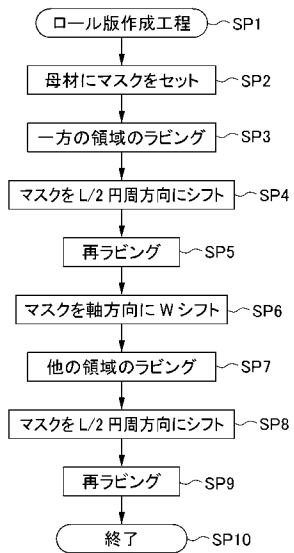 ロール版作成工程 SP1
母材にマスクをセット SP2
一方の領域のラビング SP3
マスクを L/2 円周方向にシフト SP4
再ラビング SP5
マスクを軸方向に W シフト SP6
他の領域のラビング SP7
マスクを L/2 円周方向にシフト SP8
再ラビング SP9
終了 SP10